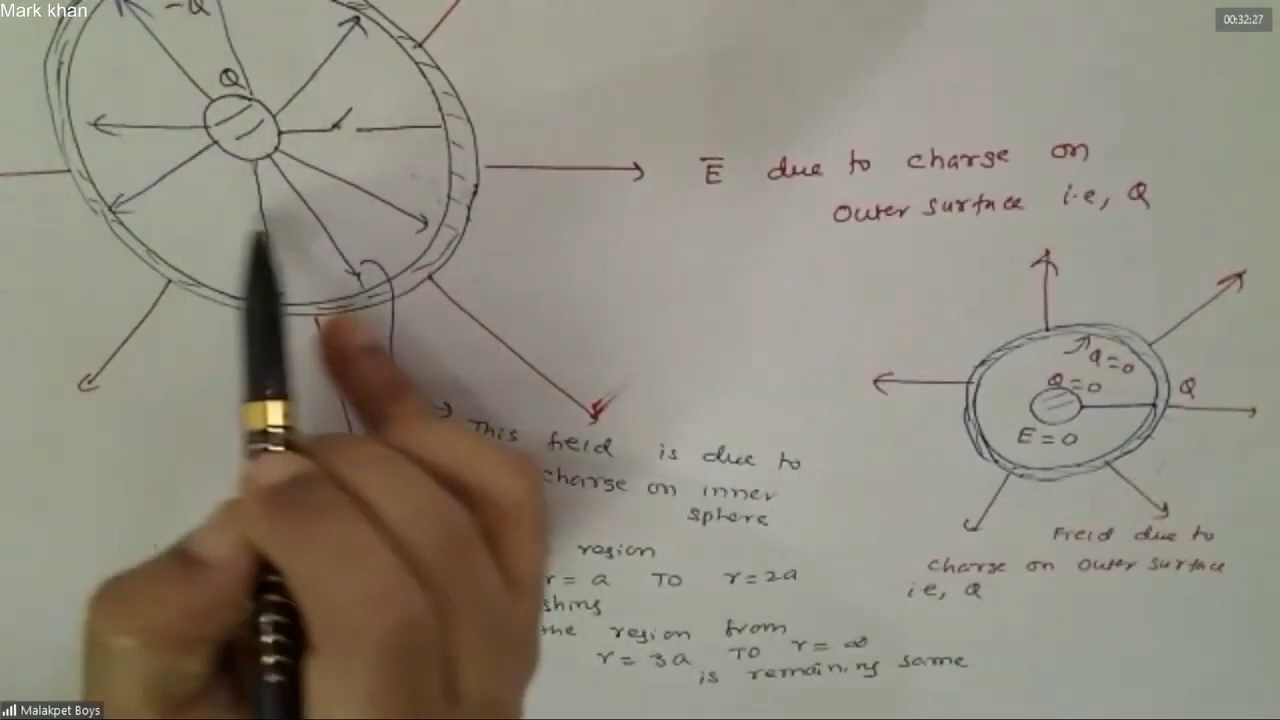 Mark khan
00:32:27
-Q
Q
E̅ due to charge on
outer surface i.e, Q
Q=0
Q=0
Q
E=0
This field is due to
charge on inner
sphere
region
r= a TO r=2a
shing
the region from
r= 3a TO r= ∞
is remaining same
Field due to
charge on outer surface
i.e, Q
Malakpet Boys